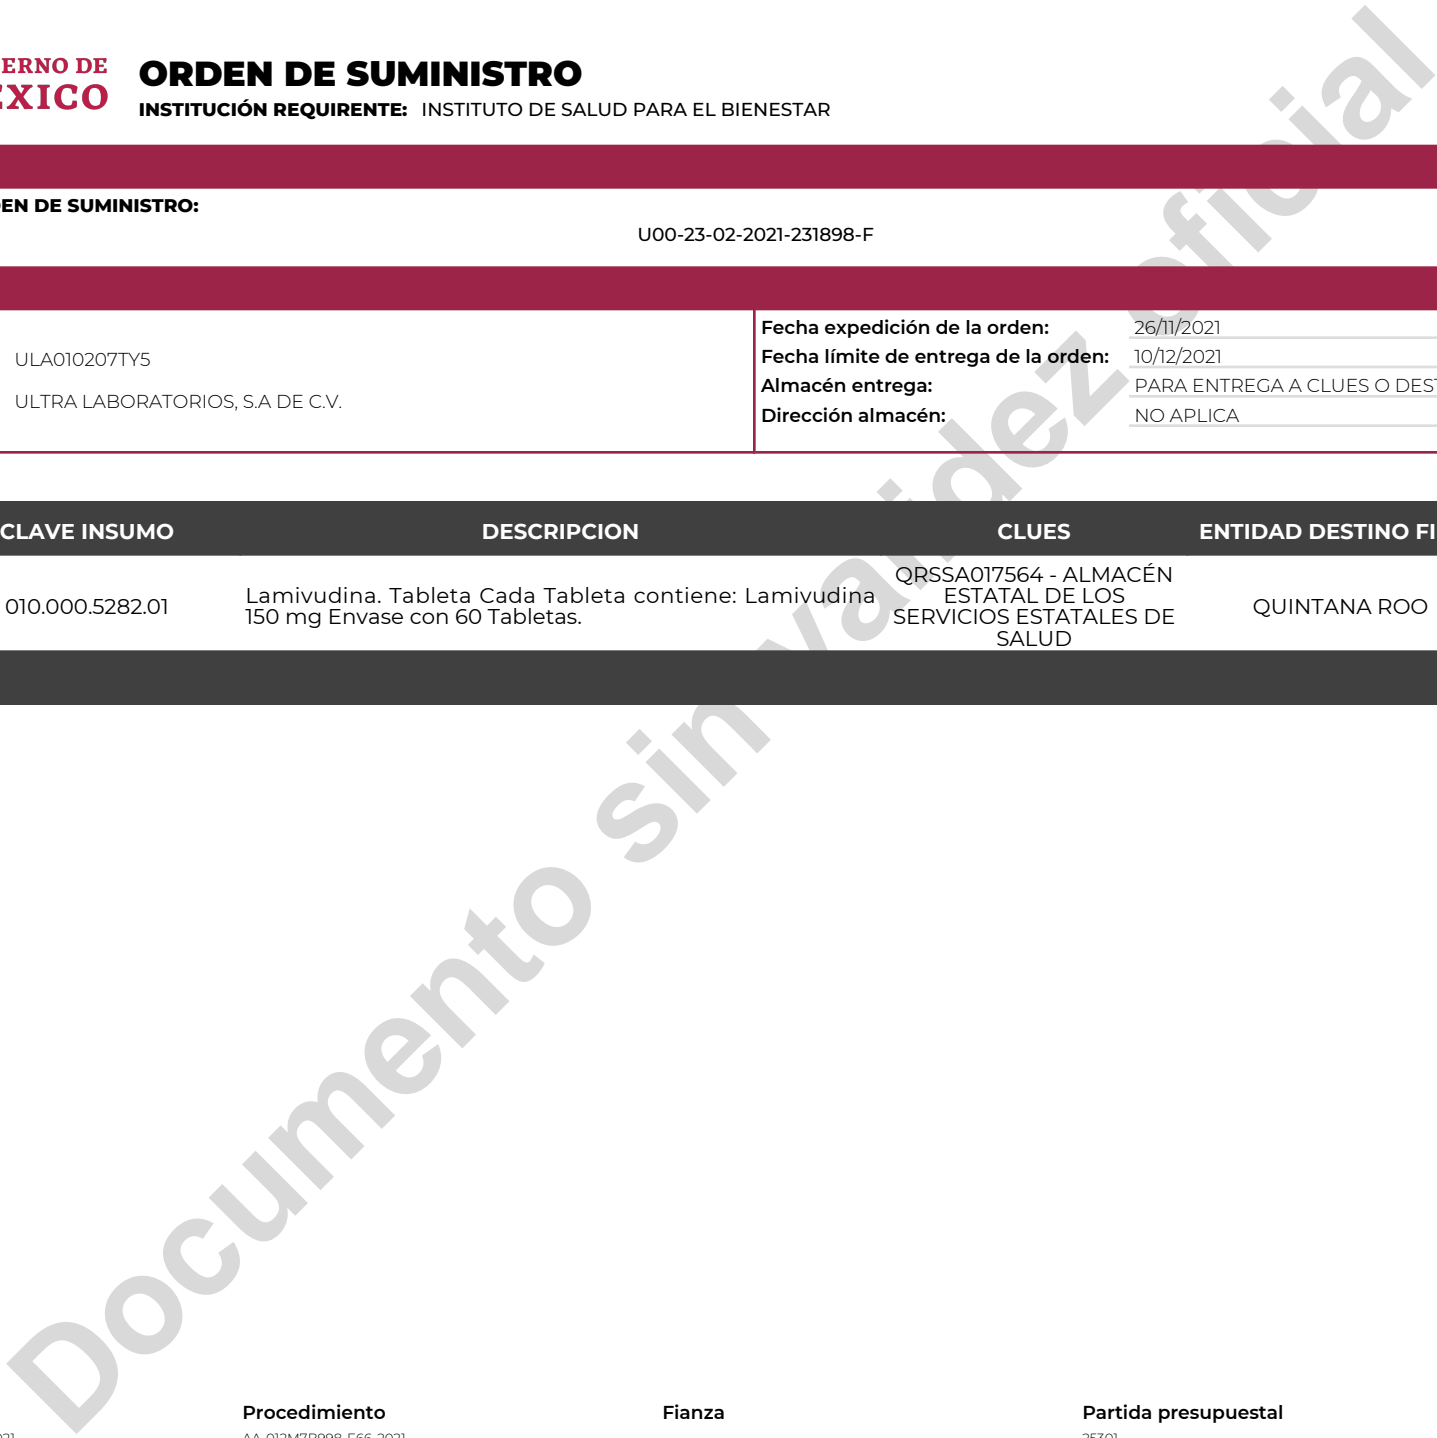 ERNO DE
EXICO
ORDEN DE SUMINISTRO
INSTITUCIÓN REQUIRENTE: INSTITUTO DE SALUD PARA EL BIENESTAR
EN DE SUMINISTRO:
U00-23-02-2021-231898-F
ULA010207TY5
ULTRA LABORATORIOS, S.A DE C.V.
Fecha expedición de la orden: 26/11/2021
Fecha límite de entrega de la orden: 10/12/2021
Almacén entrega: PARA ENTREGA A CLUES O DEST
Dirección almacén: NO APLICA
CLAVE INSUMO DESCRIPCION CLUES ENTIDAD DESTINO FI
010.000.5282.01
Lamivudina. Tableta Cada Tableta contiene: Lamivudina
150 mg Envase con 60 Tabletas.
QRSSA017564 - ALMACÉN
ESTATAL DE LOS
SERVICIOS ESTATALES DE
SALUD
QUINTANA ROO
Documento sin validez oficial
Procedimiento Fianza Partida presupuestal